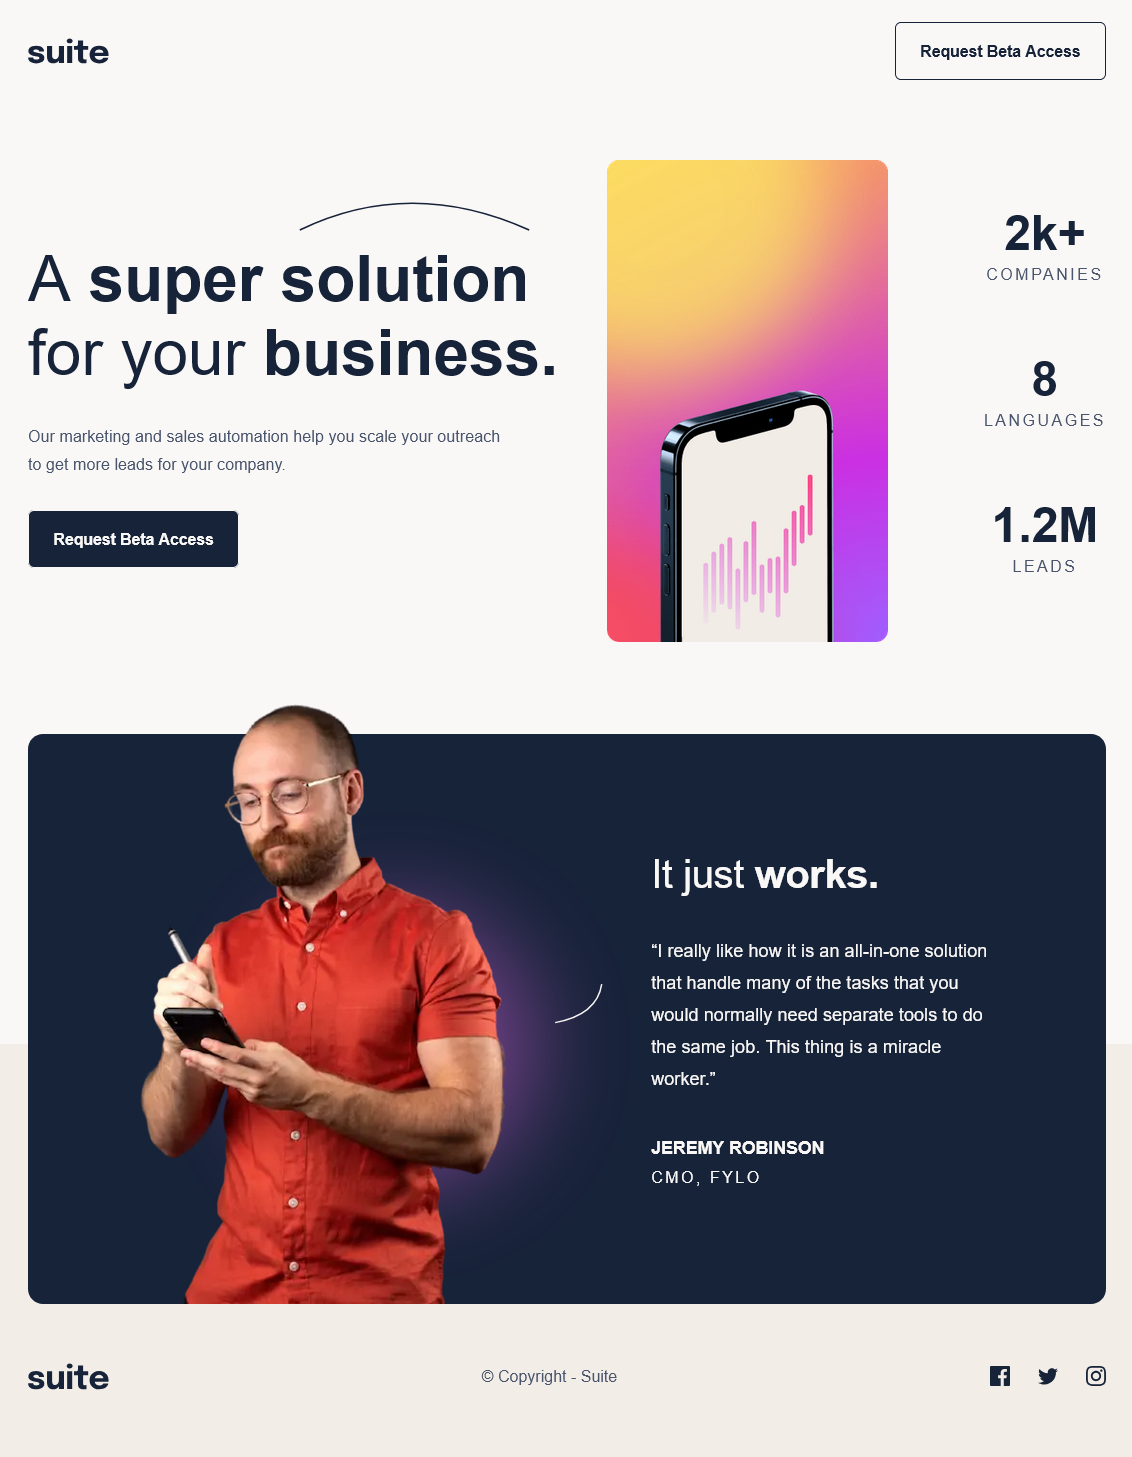 suite
Request Beta Access
A super solution
for your business.
Our marketing and sales automation help you scale your outreach
to get more leads for your company.
Request Beta Access
2k+
COMPANIES
8
LANGUAGES
1.2M
LEADS
It just works.
“I really like how it is an all-in-one solution
that handle many of the tasks that you
would normally need separate tools to do
the same job. This thing is a miracle
worker.”
JEREMY ROBINSON
CMO, FYLO
suite
© Copyright - Suite